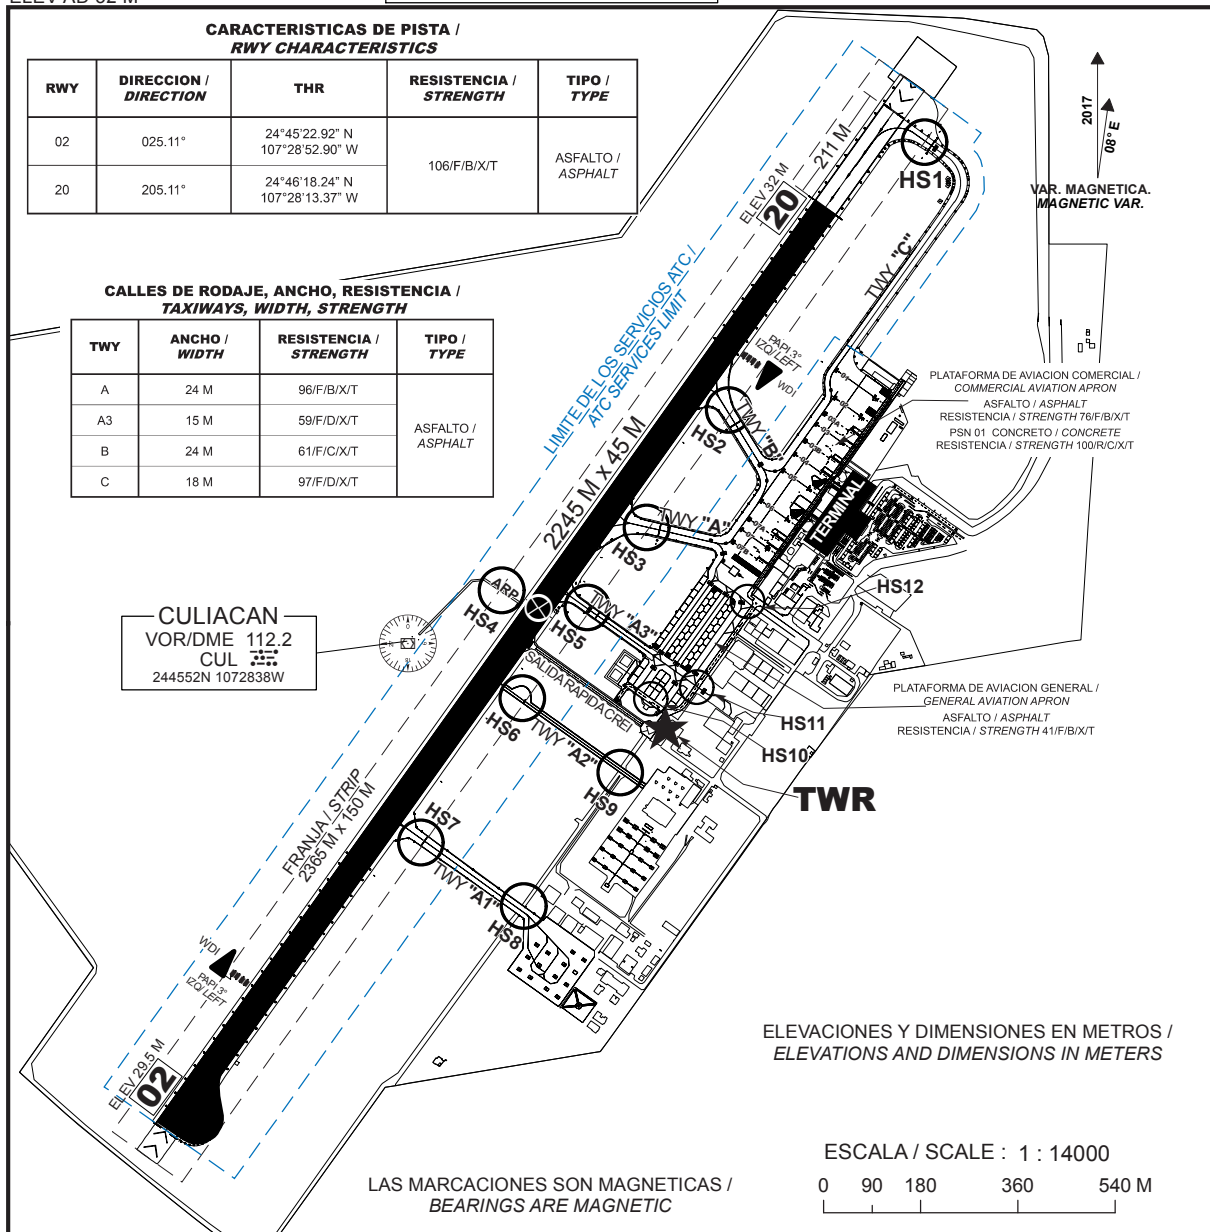 ELEV AD 32 M
CARACTERISTICAS DE PISTA /
RWY CHARACTERISTICS
RWY
DIRECCION /
DIRECTION
THR
RESISTENCIA /
STRENGTH
TIPO /
TYPE
02
025.11°
24°45'22.92" N
107°28'52.90" W
106/F/B/X/T
ASFALTO /
ASPHALT
20
205.11°
24°46'18.24" N
107°28'13.37" W
CALLES DE RODAJE, ANCHO, RESISTENCIA /
TAXIWAYS, WIDTH, STRENGTH
TWY
ANCHO /
WIDTH
RESISTENCIA /
STRENGTH
TIPO /
TYPE
A
24 M
96/F/B/X/T
ASFALTO /
ASPHALT
A3
15 M
59/F/D/X/T
B
24 M
61/F/C/X/T
C
18 M
97/F/D/X/T
2017
08° E
VAR. MAGNETICA.
MAGNETIC VAR.
211 M
ELEV 32 M
20
HS1
TWY "C"
LIMITE DE LOS SERVICIOS ATC /
ATC SERVICES LIMIT
PAPI 3°
IZQ/LEFT
WDI
PLATAFORMA DE AVIACION COMERCIAL /
COMMERCIAL AVIATION APRON
ASFALTO / ASPHALT
RESISTENCIA / STRENGTH 76/F/B/X/T
PSN 01 CONCRETO / CONCRETE
RESISTENCIA / STRENGTH 100/R/C/X/T
HS2
TWY "B"
2245 M X 45 M
TERMINAL
TWY "A"
HS3
HS12
ARP
HS4
HS5
TWY "A3"
CULIACAN
VOR/DME 112.2
CUL
244552N 1072838W
SALIDA RAPIDA CREI
PLATAFORMA DE AVIACION GENERAL /
GENERAL AVIATION APRON
ASFALTO / ASPHALT
RESISTENCIA / STRENGTH 41/F/B/X/T
HS11
HS10
HS6
TWY "A2"
HS9
TWR
FRANJA / STRIP
2365 M x 150 M
HS7
TWY "A1"
HS8
WDI
PAPI 3°
IZQ/LEFT
ELEV 29.5 M
02
ELEVACIONES Y DIMENSIONES EN METROS /
ELEVATIONS AND DIMENSIONS IN METERS
LAS MARCACIONES SON MAGNETICAS /
BEARINGS ARE MAGNETIC
ESCALA / SCALE : 1 : 14000
0 90 180 360 540 M